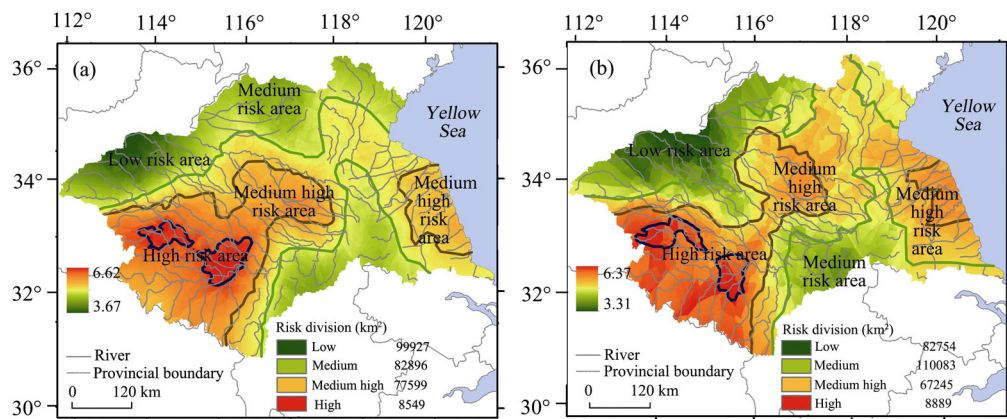 112°
114°
116°
118°
120°
36°
34°
32°
30°
(a)
Medium
risk area
Yellow
Sea
Low risk area
Medium high
risk area
Medium
high
risk
area
High risk area
6.62
3.67
River
Provincial boundary
0 120 km
Risk division (km²)
Low 99927
Medium 82896
Medium high 77599
High 8549
112°
114°
116°
118°
120°
36°
34°
32°
30°
(b)
Yellow
Sea
Low risk area
Medium
high
risk area
Medium
high
risk
area
High risk area
Medium
risk area
6.37
3.31
River
Provincial boundary
0 120 km
Risk division (km²)
Low 82754
Medium 110083
Medium high 67245
High 8889